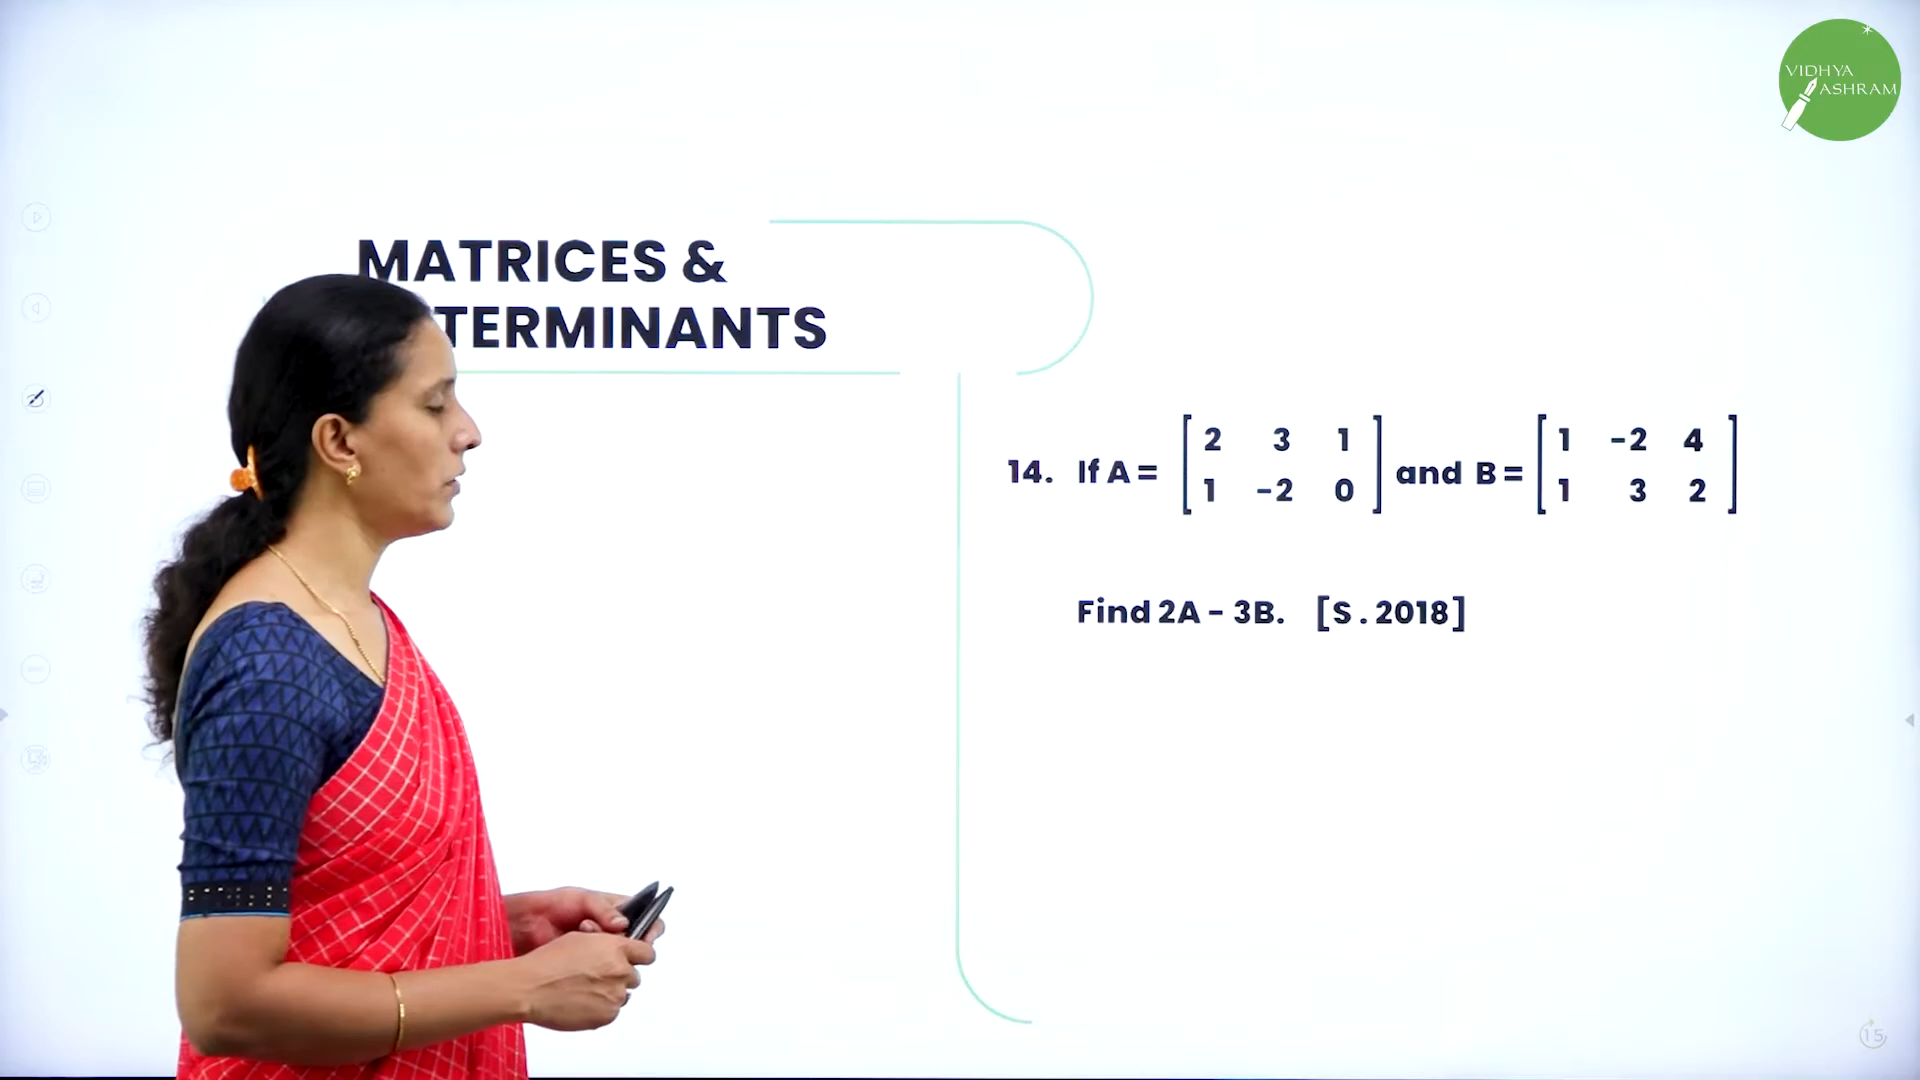 VIDHYA
ASHRAM
MATRICES &
TERMINANTS
14. If A = [ 2 3 1 ] and B = [ 1 -2 4 ]
[ 1 -2 0 ] [ 1 3 2 ]
Find 2A - 3B. [S . 2018]
15